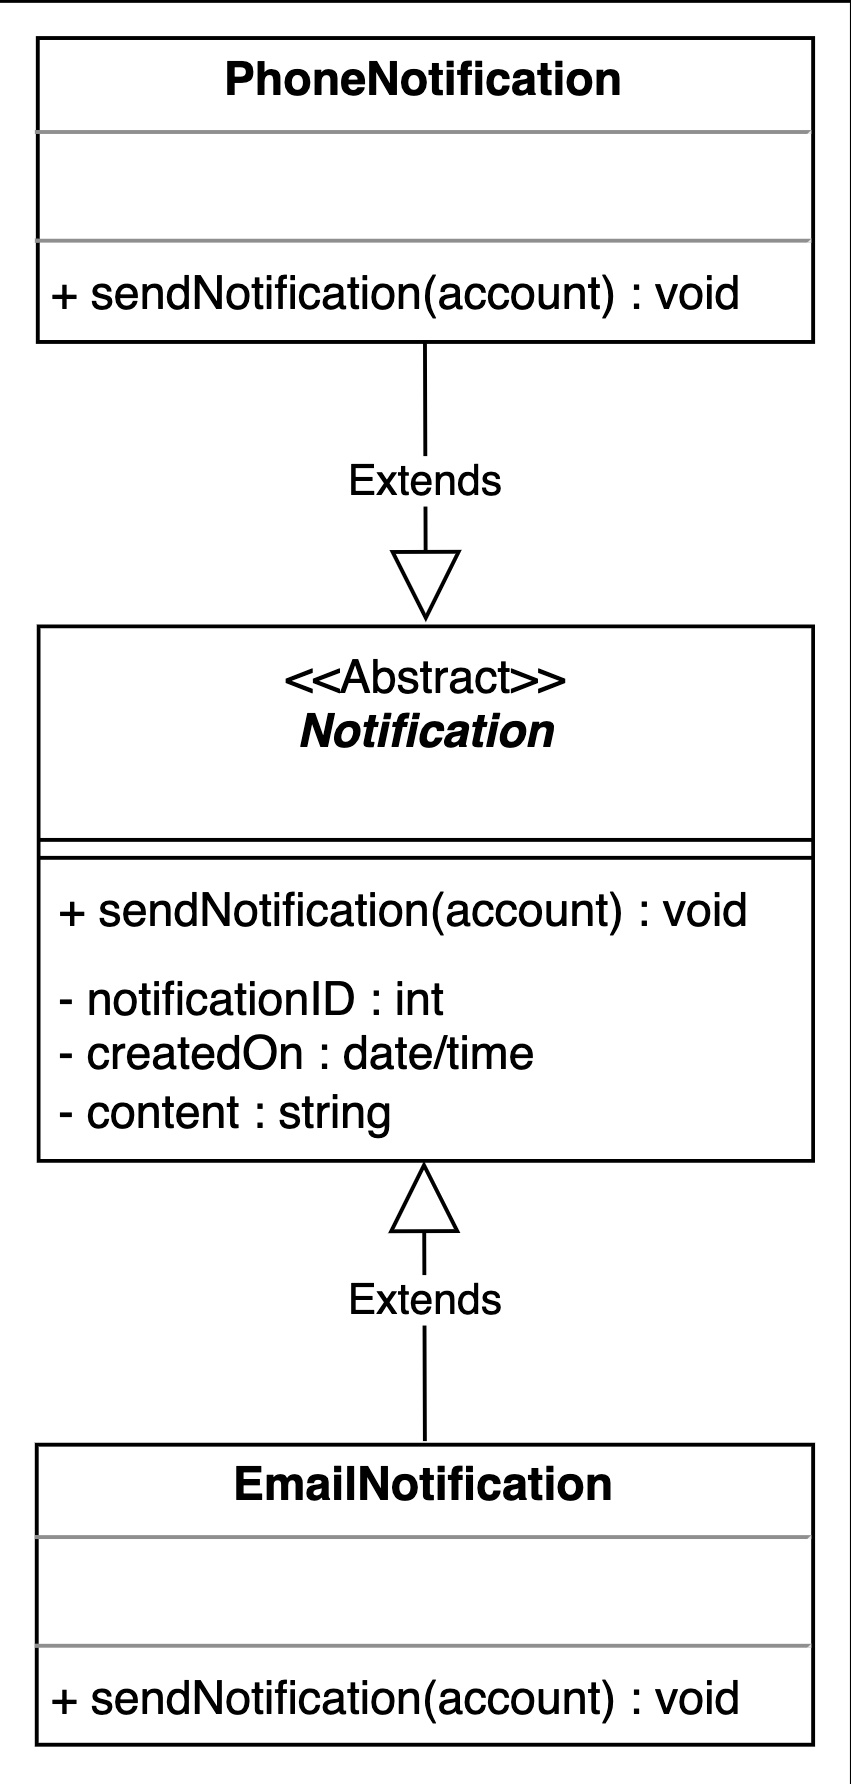 PhoneNotification
+ sendNotification(account) : void
Extends
<<Abstract>>
Notification
+ sendNotification(account) : void
- notificationID : int
- createdOn : date/time
- content : string
Extends
EmailNotification
+ sendNotification(account) : void